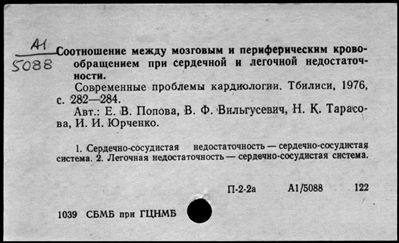 А1
5088
Соотношение между мозговым и периферическим крово-
обращением при сердечной и легочной недостаточ-
ности.
Современные проблемы кардиологии. Тбилиси, 1976,
с. 282—284.
Авт.: Е. В. Попова, В. Ф. Вильгусевич, Н. К. Тарасо-
ва, И. И. Юрченко.
1. Сердечно-сосудистая недостаточность — сердечно-сосудистая
система. 2. Легочная недостаточность — сердечно-сосудистая система.
П-2-2а А1/5088 122
1039 СБМБ при ГЦНМБ